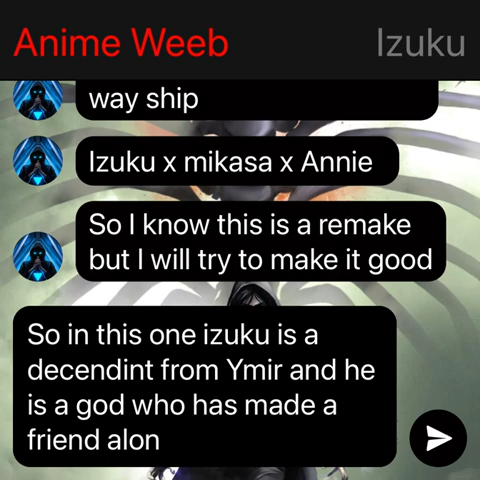 Anime Weeb Izuku
way ship
Izuku x mikasa x Annie
So I know this is a remake
but I will try to make it good
So in this one izuku is a
decendint from Ymir and he
is a god who has made a
friend alon